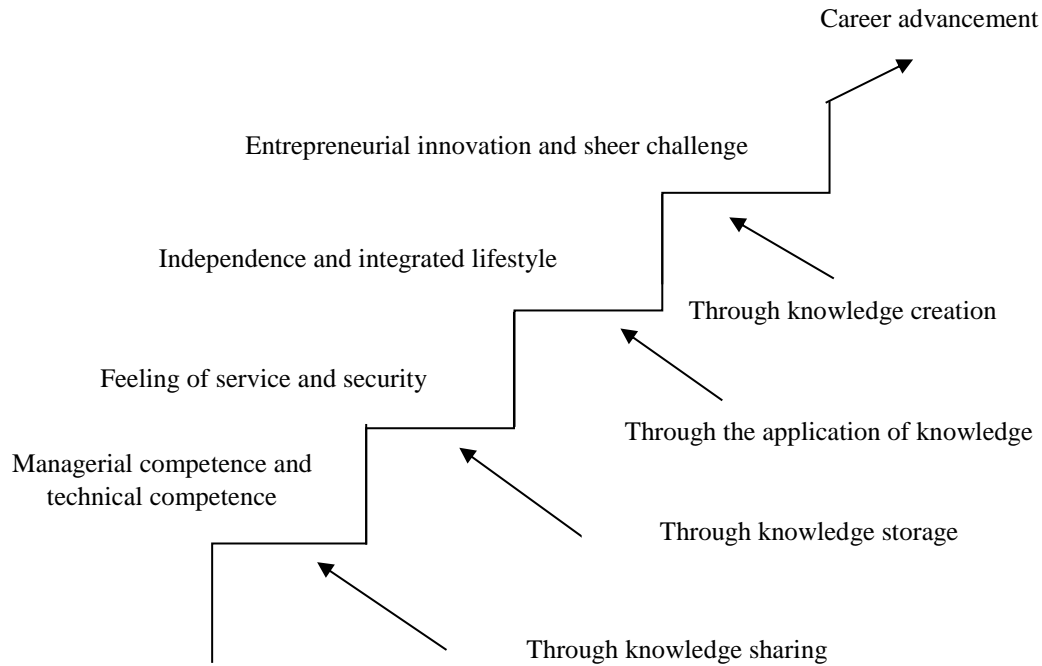 Career advancement
Entrepreneurial innovation and sheer challenge
Independence and integrated lifestyle
Through knowledge creation
Feeling of service and security
Through the application of knowledge
Managerial competence and
technical competence
Through knowledge storage
Through knowledge sharing